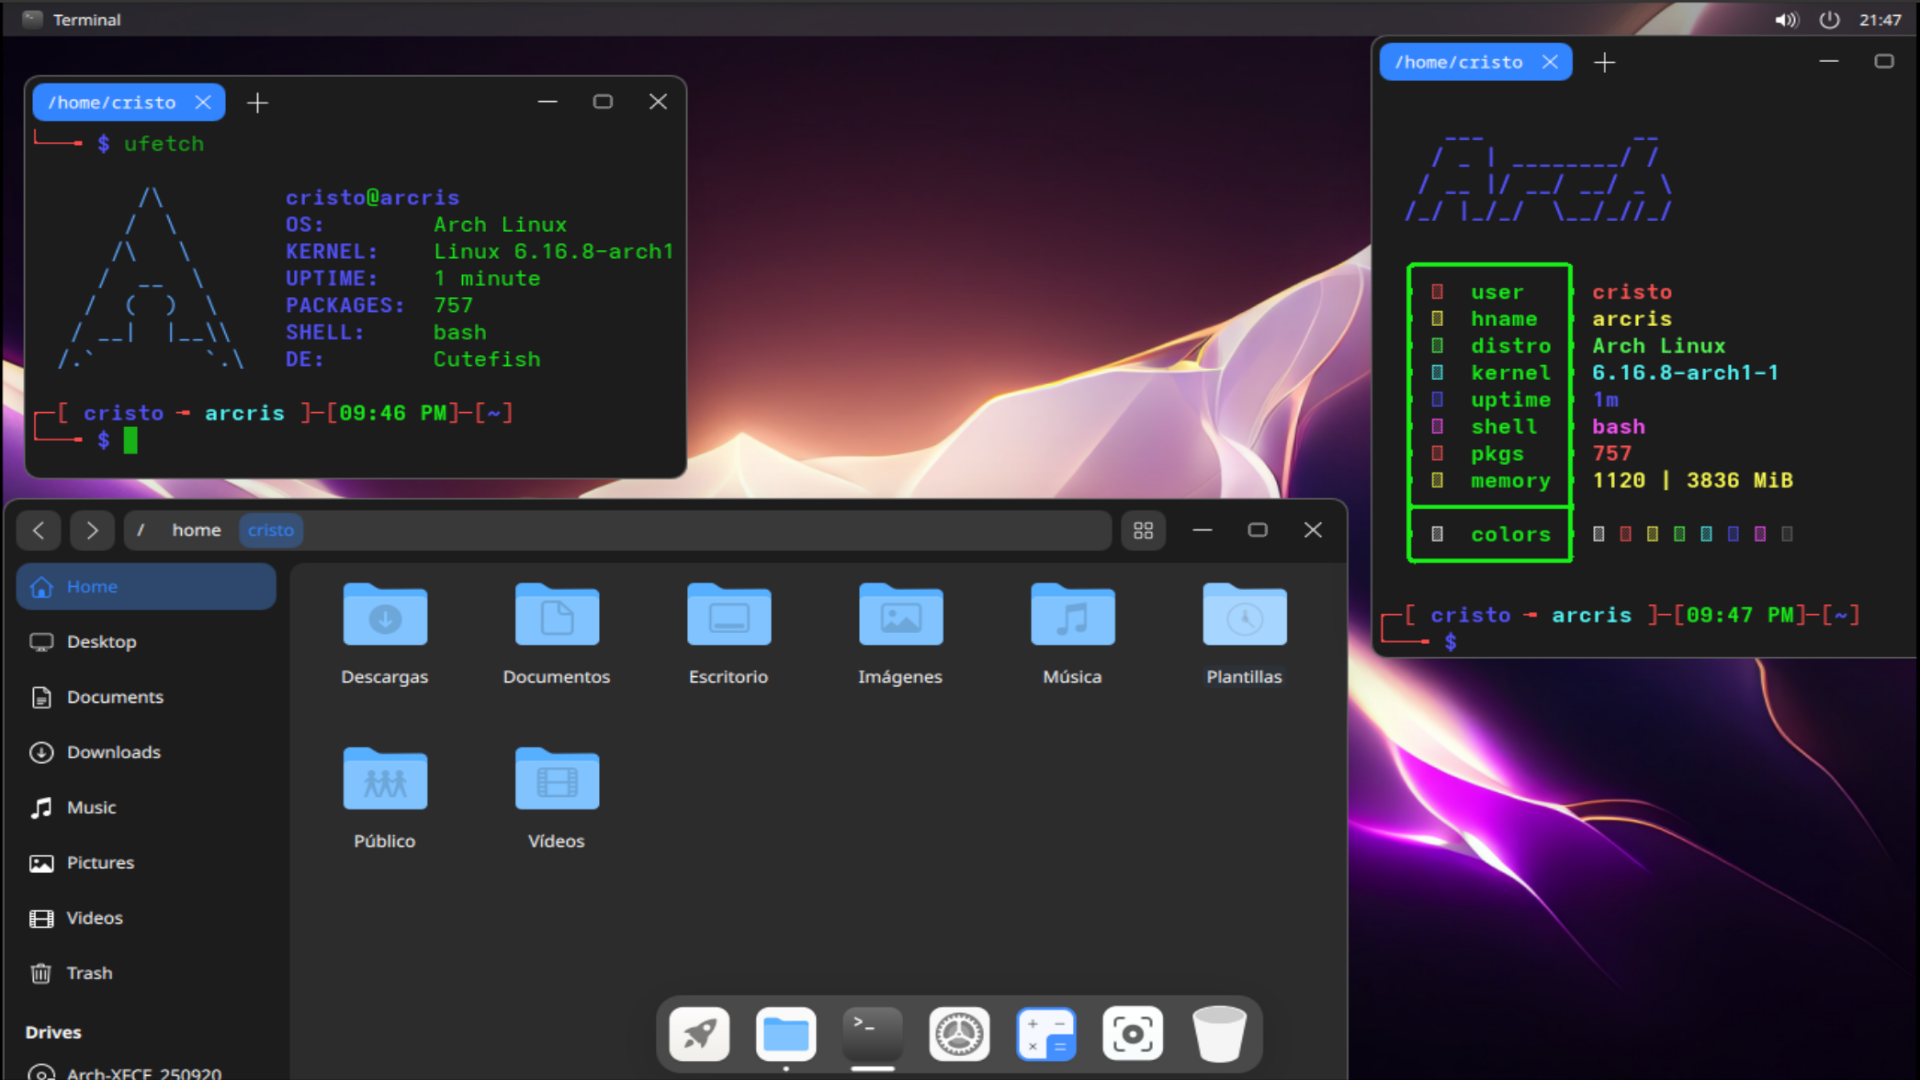 Terminal
21:47
/home/cristo
$ ufetch
cristo@arcris
OS: Arch Linux
KERNEL: Linux 6.16.8-arch1
UPTIME: 1 minute
PACKAGES: 757
SHELL: bash
DE: Cutefish
[ cristo arcris ]─[09:46 PM]─[~]
$
/home/cristo
Arch
user cristo
hname arcris
distro Arch Linux
kernel 6.16.8-arch1-1
uptime 1m
shell bash
pkgs 757
memory 1120 | 3836 MiB
colors
[ cristo arcris ]─[09:47 PM]─[~]
$
/ home cristo
Home
Desktop
Documents
Downloads
Music
Pictures
Videos
Trash
Drives
Arch-XFCE_250920
Descargas Documentos Escritorio Imágenes Música Plantillas
Público Vídeos